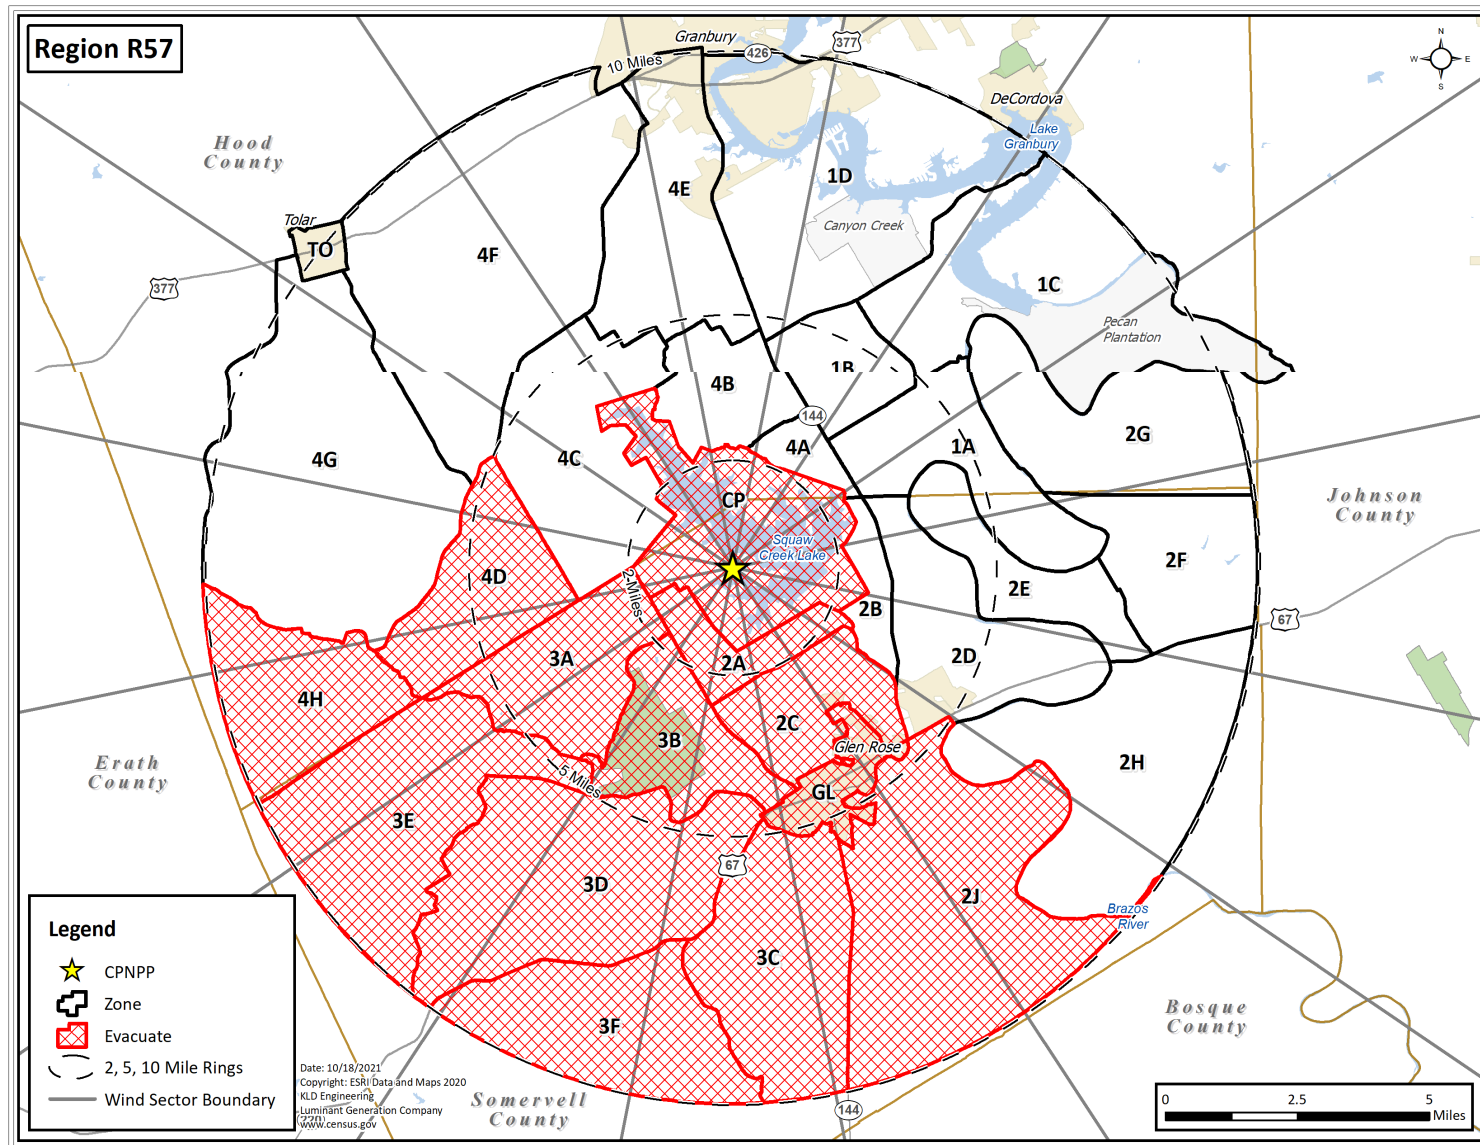 Region R57
Granbury
377
426
10 Miles
N
W
E
S
DeCordova
Lake
Granbury
Hood
County
4E
1D
Tolar
TO
4F
Canyon Creek
377
1C
Pecan
Plantation
1B
4B
144
4G
4C
4A
1A
2G
CP
Johnson
County
Squaw
Creek Lake
2F
4D
2-Miles
2B
2E
67
3A
2A
2D
4H
2C
3B
Glen Rose
Erath
County
5 Miles
2H
GL
3E
67
3D
2J
Brazos
River
3C
Bosque
County
3F
Legend
CPNPP
Zone
Evacuate
2, 5, 10 Mile Rings
Wind Sector Boundary
Date: 10/18/2021
Copyright: ESRI Data and Maps 2020
KLD Engineering
Luminant Generation Company
www.census.gov
Somervell
County
144
0 2.5 5
Miles